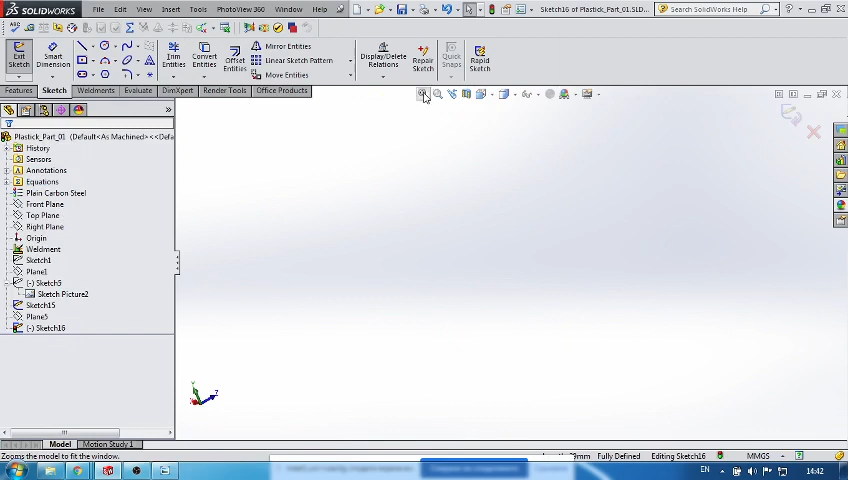 SOLIDWORKS File Edit View Insert Tools PhotoView 360 Window Help Sketch16 of Plastick_Part_01.SLD... Search SolidWorks Help
Exit Sketch Smart Dimension Trim Entities Convert Entities Offset Entities Mirror Entities Linear Sketch Pattern Move Entities Display/Delete Relations Repair Sketch Quick Snaps Rapid Sketch
Features Sketch Weldments Evaluate DimXpert Render Tools Office Products
Plastick_Part_01 (Default<As Machined><<Defa
History
Sensors
Annotations
Equations
Plain Carbon Steel
Front Plane
Top Plane
Right Plane
Origin
Weldment
Sketch1
Plane1
(-) Sketch5
Sketch Picture2
Sketch15
Plane5
(-) Sketch16
Y
Z
Model Motion Study 1
Zooms the model to fit the window. Fully Defined Editing Sketch16 MMGS
EN 14:42